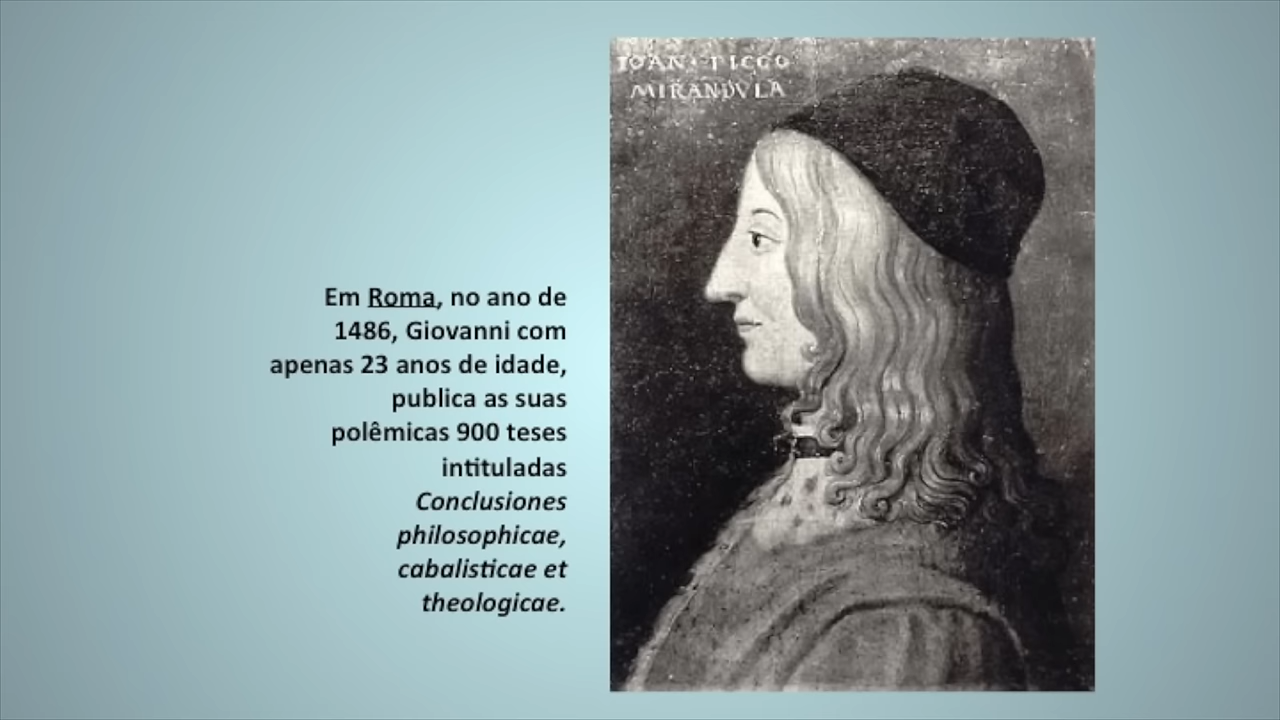 Em Roma, no ano de
1486, Giovanni com
apenas 23 anos de idade,
publica as suas
polêmicas 900 teses
intituladas
Conclusiones
philosophicae,
cabalisticae et
theologicae.
IOAN · PICCO
MIRANDVLA